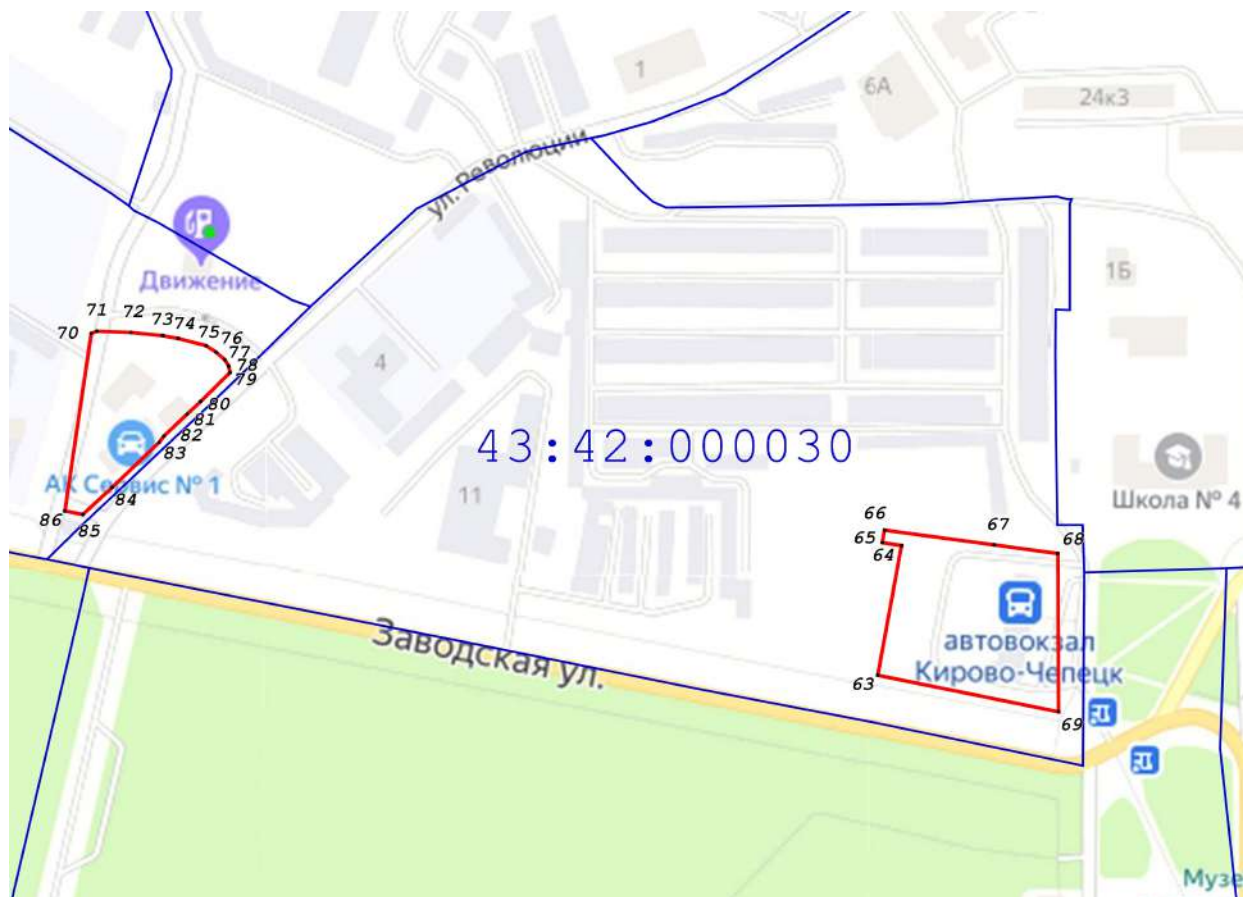 1
6А
24к3
ул. Революции
Движение
1Б
71
72
73
74
75
76
70
77
78
79
4
80
81
82
83
43:42:000030
АК Сервис № 1
84
11
Школа № 4
86
85
66
67
68
65
64
автовокзал
Кирово-Чепецк
Заводская ул.
63
69
Музе